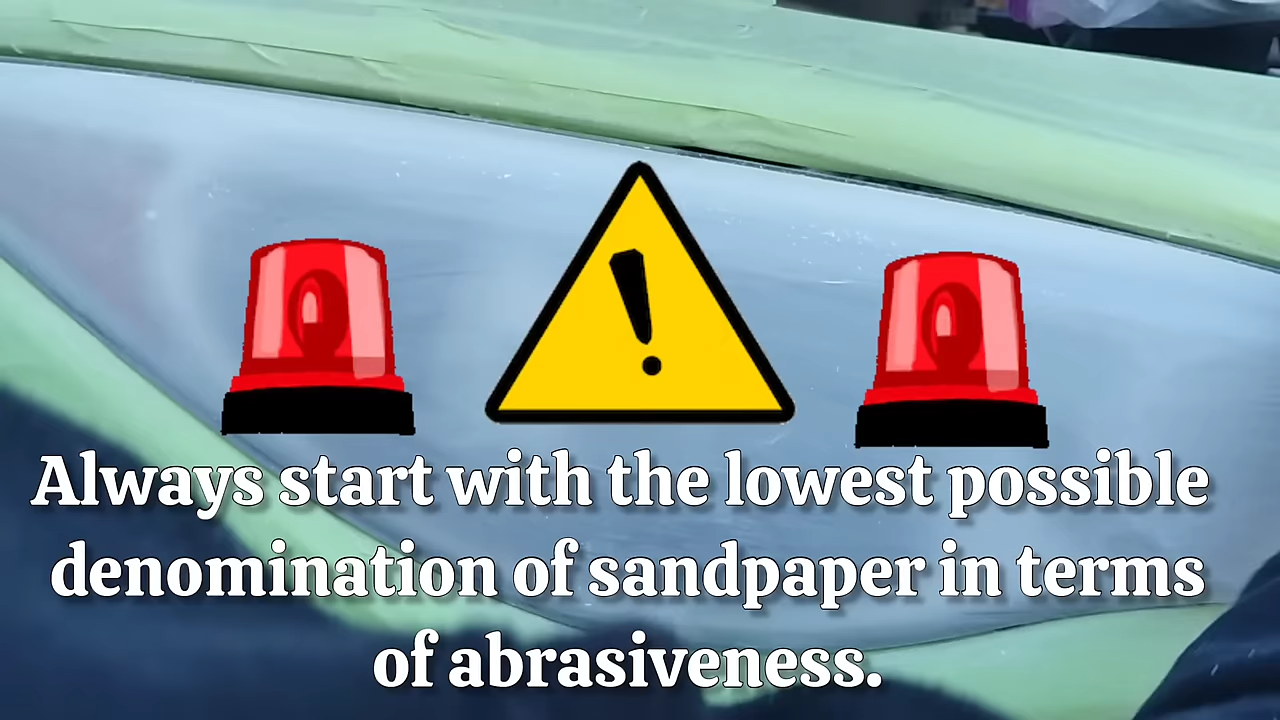 Always start with the lowest possible
denomination of sandpaper in terms
of abrasiveness.